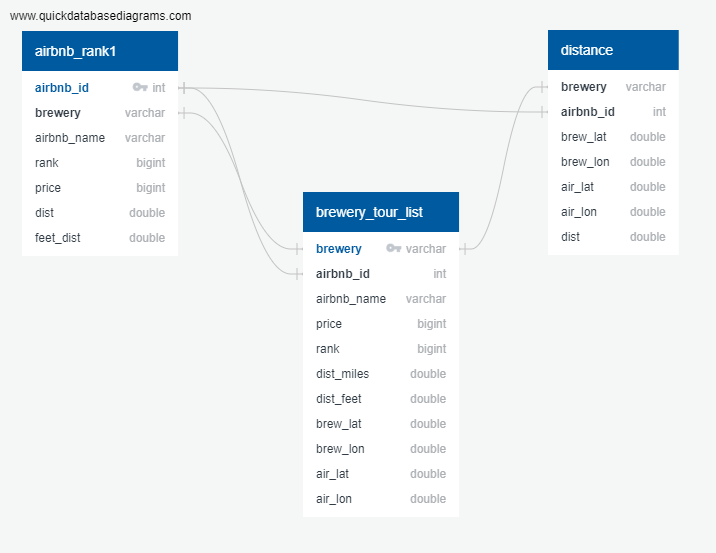 www.quickdatabasediagrams.com
airbnb_rank1
airbnb_id int
brewery varchar
airbnb_name varchar
rank bigint
price bigint
dist double
feet_dist double
distance
brewery varchar
airbnb_id int
brew_lat double
brew_lon double
air_lat double
air_lon double
dist double
brewery_tour_list
brewery varchar
airbnb_id int
airbnb_name varchar
price bigint
rank bigint
dist_miles double
dist_feet double
brew_lat double
brew_lon double
air_lat double
air_lon double